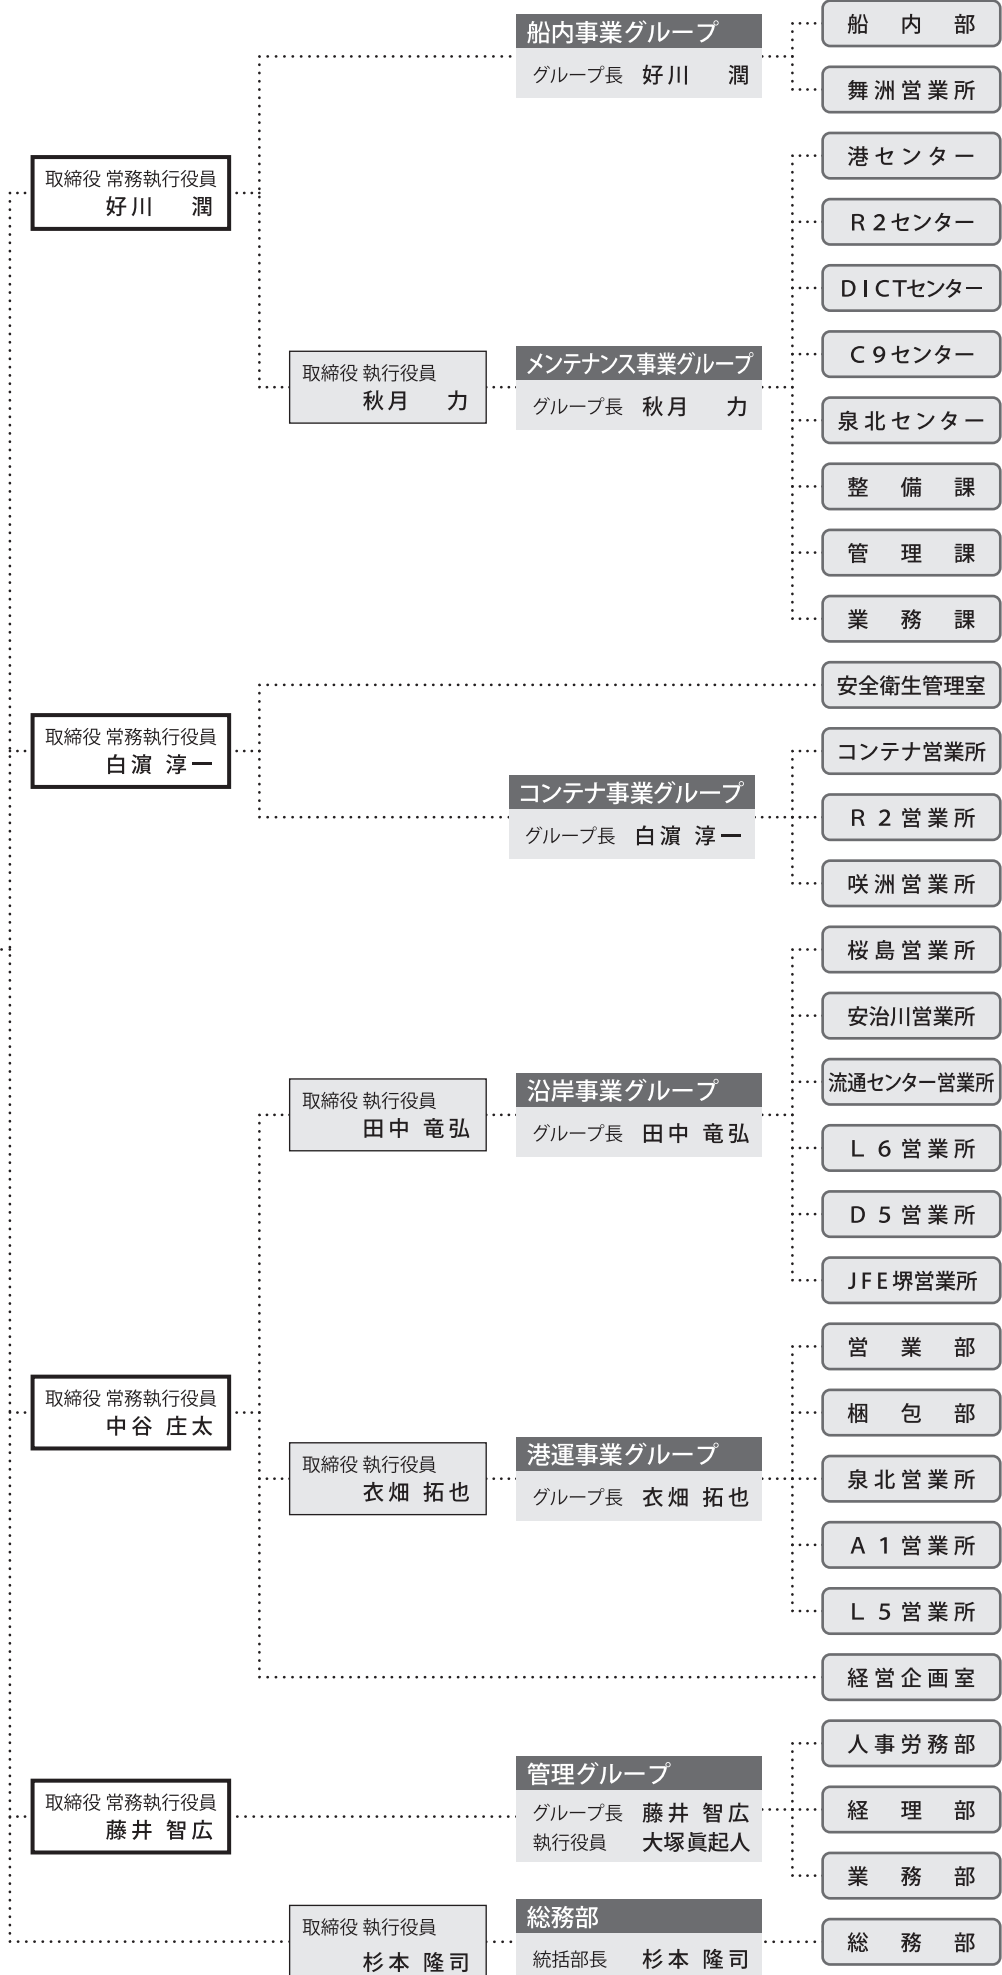 船内事業グループ
グループ長 好川 潤
船内部
舞洲営業所
取締役 常務執行役員
好川 潤
港センター
R2センター
DICTセンター
C9センター
取締役 執行役員
秋月 力
メンテナンス事業グループ
グループ長 秋月 力
泉北センター
整備課
管理課
業務課
取締役 常務執行役員
白濵 淳一
安全衛生管理室
コンテナ事業グループ
グループ長 白濵 淳一
コンテナ営業所
R2営業所
咲洲営業所
桜島営業所
安治川営業所
取締役 執行役員
田中 竜弘
沿岸事業グループ
グループ長 田中 竜弘
流通センター営業所
L6営業所
D5営業所
JFE堺営業所
取締役 常務執行役員
中谷 庄太
営業部
梱包部
取締役 執行役員
衣畑 拓也
港運事業グループ
グループ長 衣畑 拓也
泉北営業所
A1営業所
L5営業所
経営企画室
取締役 常務執行役員
藤井 智広
管理グループ
グループ長 藤井 智広
執行役員 大塚眞起人
人事労務部
経理部
業務部
取締役 執行役員
杉本 隆司
総務部
統括部長 杉本 隆司
総務部